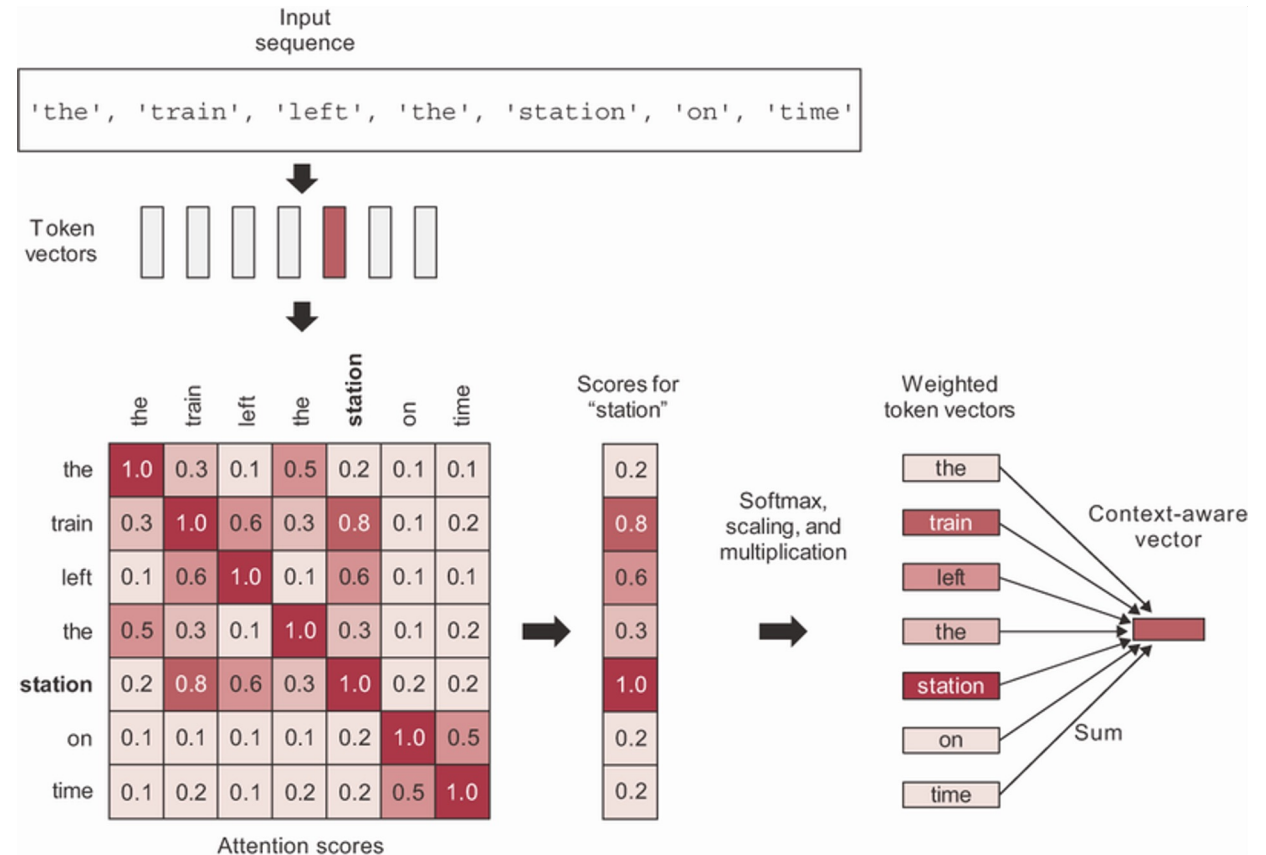 Input
sequence
'the', 'train', 'left', 'the', 'station', 'on', 'time'
Token
vectors
the train left the station on time
the 1.0 0.3 0.1 0.5 0.2 0.1 0.1
train 0.3 1.0 0.6 0.3 0.8 0.1 0.2
left 0.1 0.6 1.0 0.1 0.6 0.1 0.1
the 0.5 0.3 0.1 1.0 0.3 0.1 0.2
station 0.2 0.8 0.6 0.3 1.0 0.2 0.2
on 0.1 0.1 0.1 0.1 0.2 1.0 0.5
time 0.1 0.2 0.1 0.2 0.2 0.5 1.0
Attention scores
Scores for
“station”
0.2
0.8
0.6
0.3
1.0
0.2
0.2
Softmax,
scaling, and
multiplication
Weighted
token vectors
the
train
left
the
station
on
time
Sum
Context-aware
vector